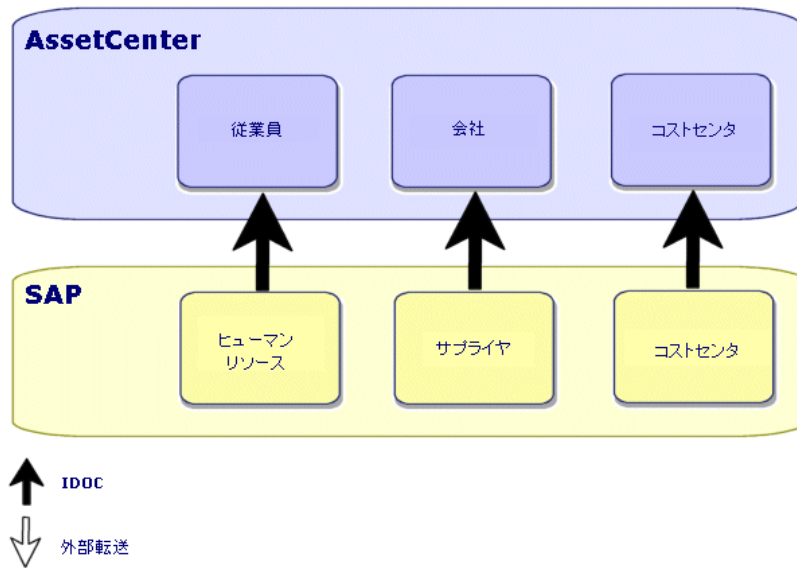 AssetCenter
従業員
会社
コストセンタ
SAP
ヒューマン
リソース
サプライヤ
コストセンタ
IDOC
外部転送